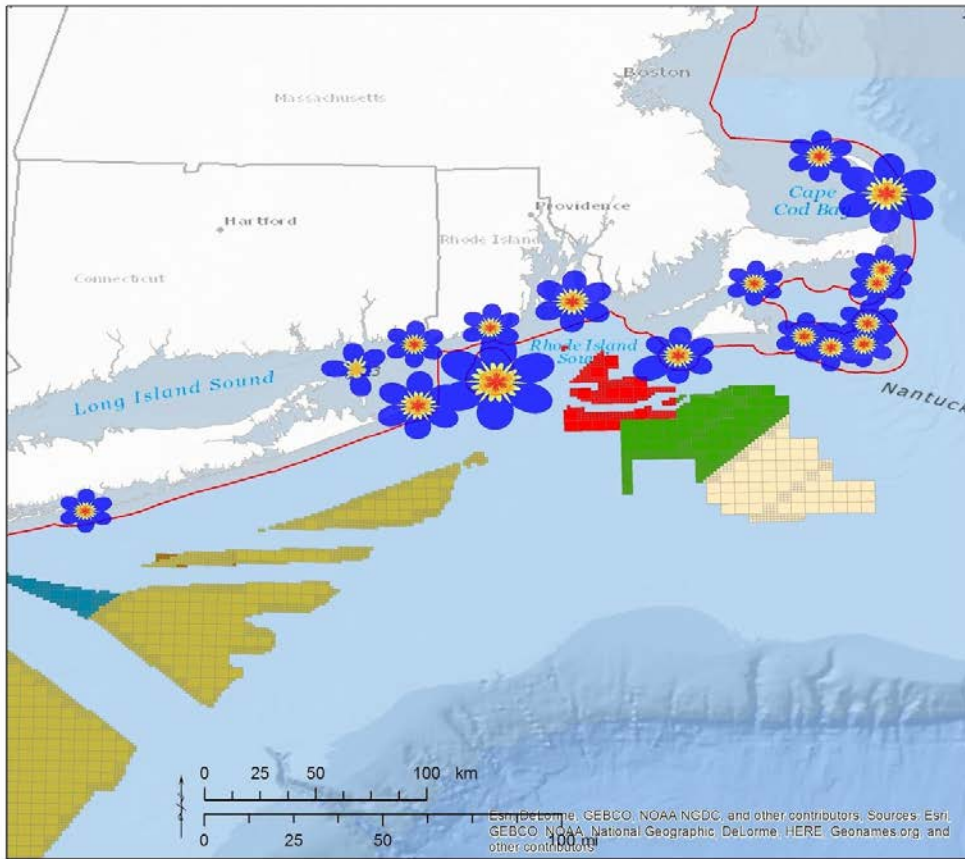 Boston
Massachusetts
Cape
Cod Bay
Providence
Hartford
Rhode Island
Connecticut
Rhode Island
Long Island Sound
Nantuck
0 25 50 100 km
0 25 50 100 mi
Esri, DeLorme, GEBCO, NOAA NGDC, and other contributors, Sources: Esri,
GEBCO, NOAA, National Geographic, DeLorme, HERE, Geonames.org, and
other contributors